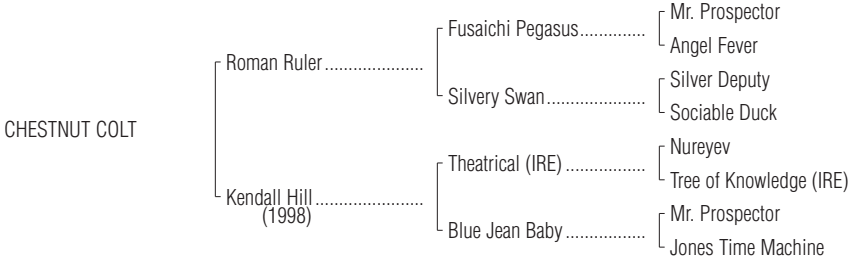 Mr. Prospector
Fusaichi Pegasus..............
Angel Fever
Roman Ruler.....................
Silver Deputy
Silvery Swan.....................
Sociable Duck
CHESTNUT COLT
Nureyev
Theatrical (IRE) .................
Tree of Knowledge (IRE)
Kendall Hill.......................
(1998)
Mr. Prospector
Blue Jean Baby .................
Jones Time Machine